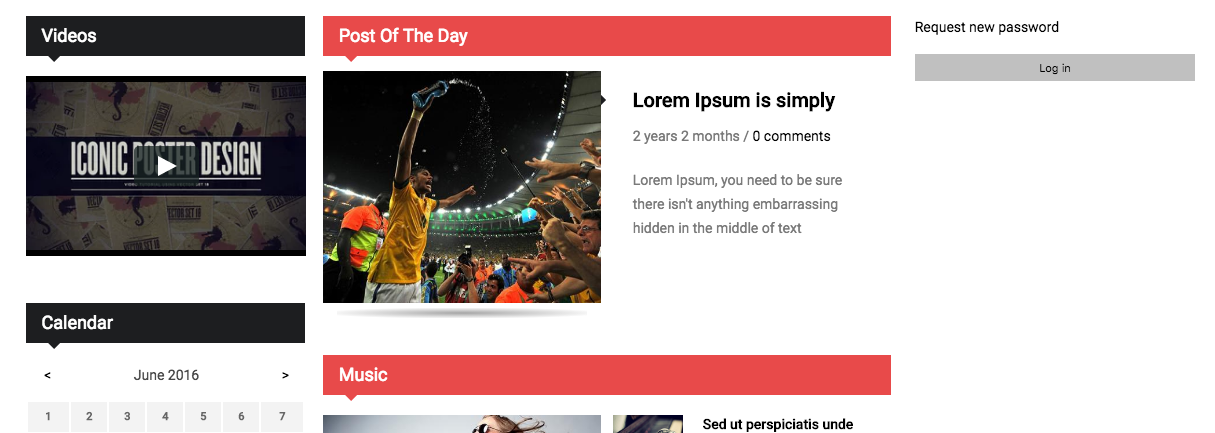 Videos
ICONIC POSTER DESIGN
Calendar
<
June 2016
>
1 2 3 4 5 6 7
Post Of The Day
Lorem Ipsum is simply
2 years 2 months / 0 comments
Lorem Ipsum, you need to be sure
there isn't anything embarrassing
hidden in the middle of text
Music
Sed ut perspiciatis unde
Request new password
Log in